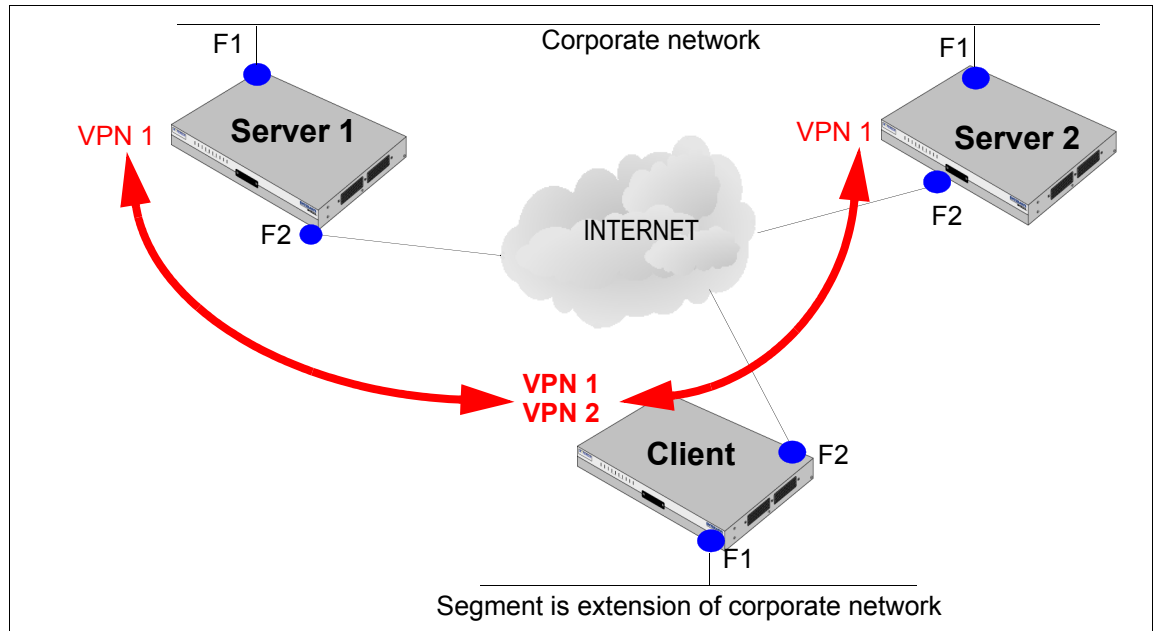 Corporate network
F1
F1
VPN 1
Server 1
VPN 1
Server 2
F2
F2
INTERNET
VPN 1
VPN 2
Client
F2
F1
Segment is extension of corporate network